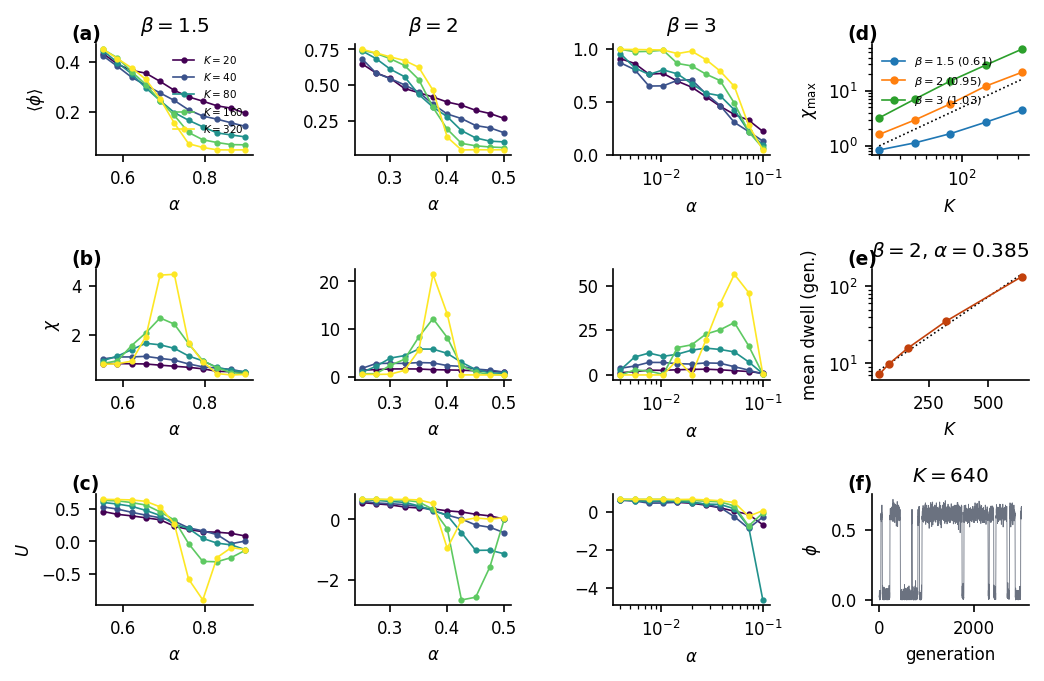 (a)
β = 1.5
β = 2
β = 3
(d)
⟨ϕ⟩
0.4
0.2
K = 20
K = 40
K = 80
K = 160
K = 320
0.6
0.8
α
0.75
0.50
0.25
0.3
0.4
0.5
α
1.0
0.5
0.0
10⁻²
10⁻¹
α
χmax
10¹
10⁰
β = 1.5 (0.61)
β = 2 (0.95)
β = 3 (1.03)
10²
K
(b)
χ
4
2
0.6
0.8
α
20
10
0
0.3
0.4
0.5
α
50
25
0
10⁻²
10⁻¹
α
(e)
β = 2, α = 0.385
mean dwell (gen.)
10²
10¹
250
500
K
(c)
U
0.5
0.0
−0.5
0.6
0.8
α
0
−2
0.3
0.4
0.5
α
0
−2
−4
10⁻²
10⁻¹
α
(f)
K = 640
ϕ
0.5
0.0
0
2000
generation